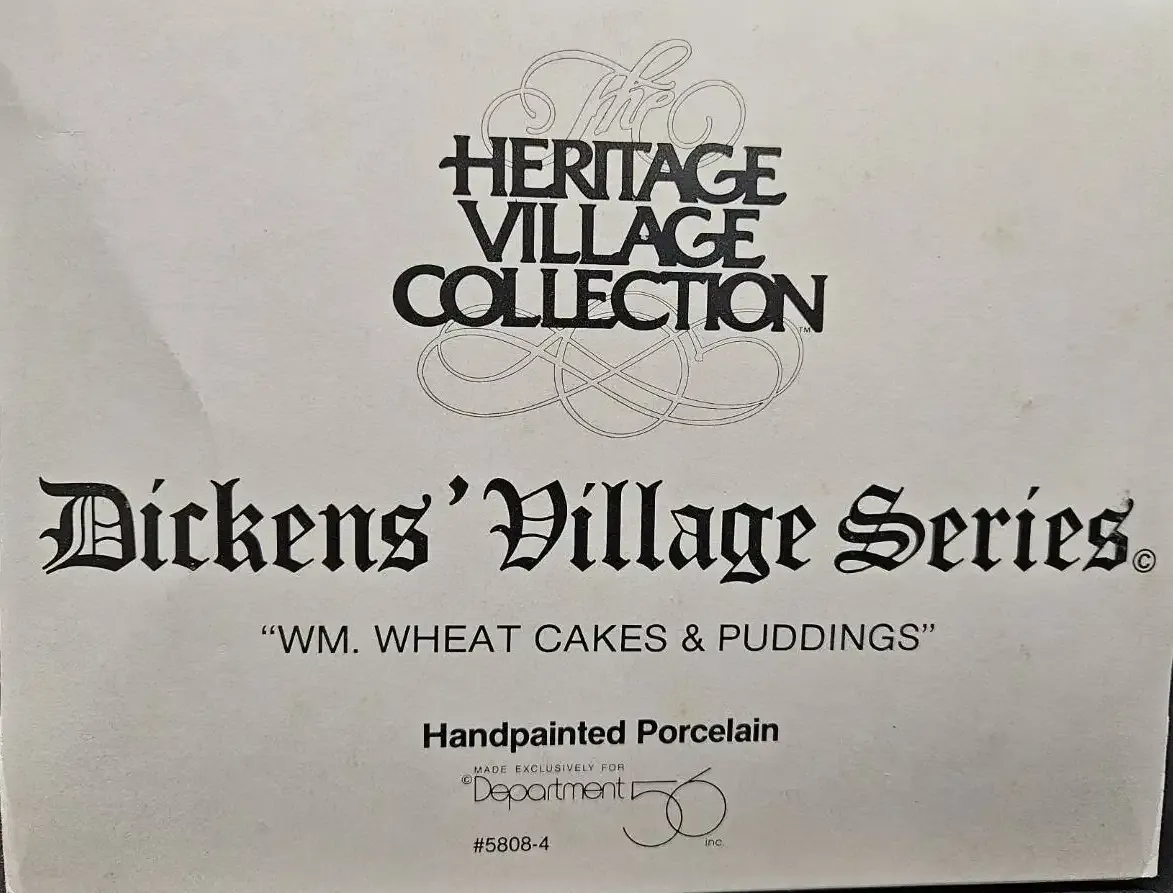 The
HERITAGE
VILLAGE
COLLECTION™
Dickens' Village Series©
“WM. WHEAT CAKES & PUDDINGS”
Handpainted Porcelain
MADE EXCLUSIVELY FOR
©Department 56 inc.
#5808-4